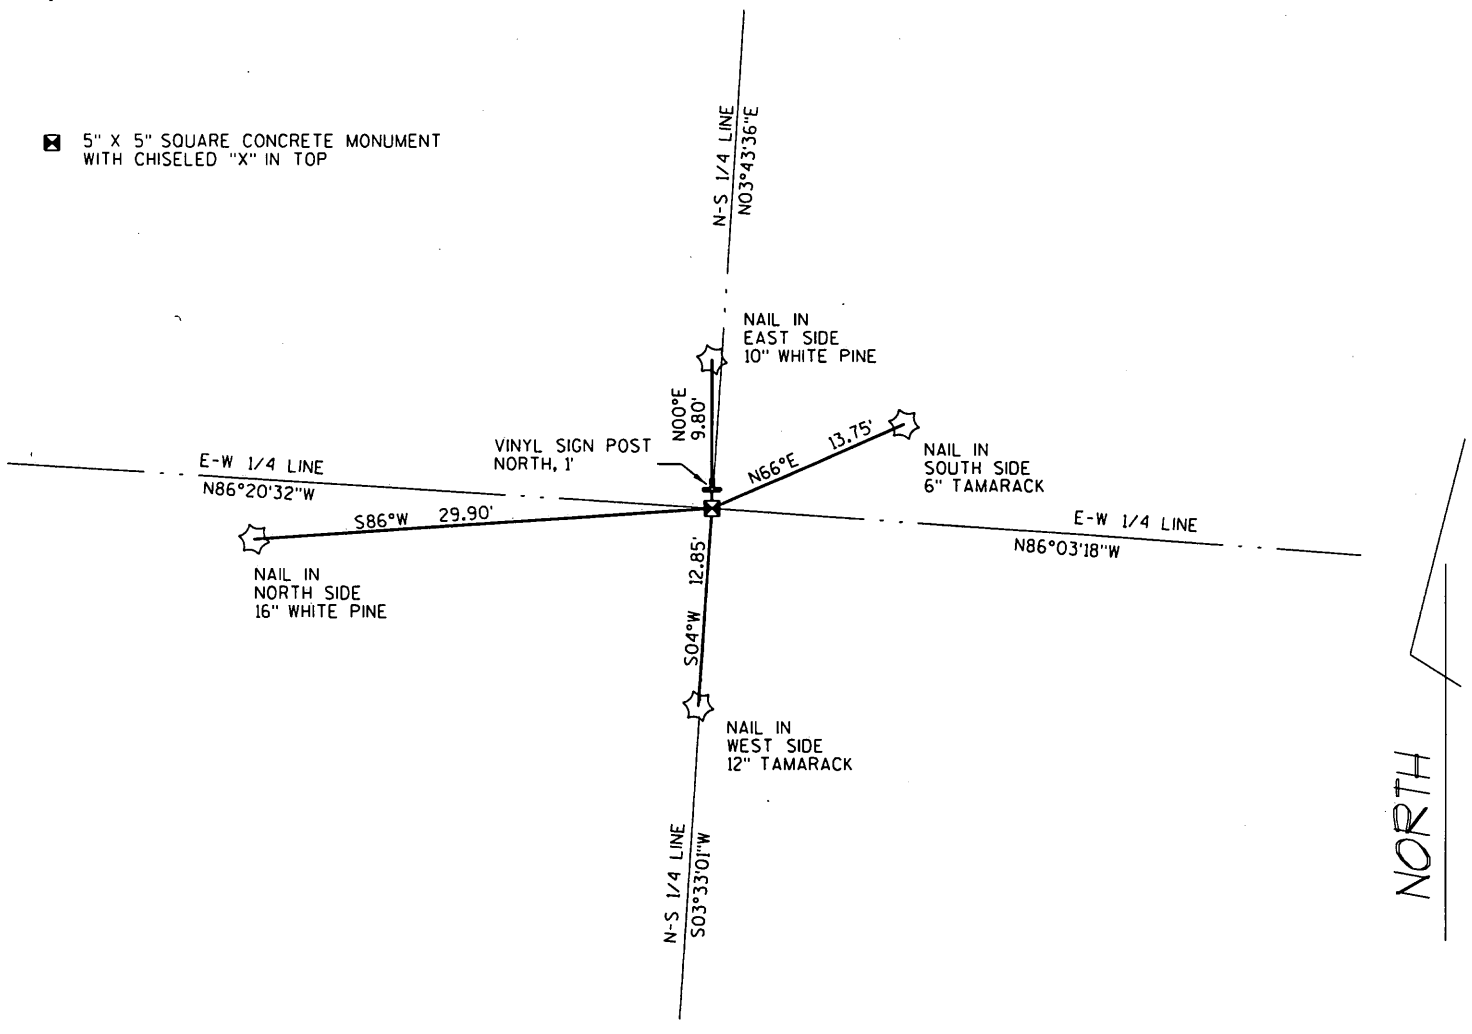 5" X 5" SQUARE CONCRETE MONUMENT
WITH CHISELED "X" IN TOP
N-S 1/4 LINE
N03°43'36"E
NAIL IN
EAST SIDE
10" WHITE PINE
N00°E
9.80'
VINYL SIGN POST
NORTH, 1'
N66°E
13.75'
NAIL IN
SOUTH SIDE
6" TAMARACK
E-W 1/4 LINE
N86°20'32"W
S86°W 29.90'
NAIL IN
NORTH SIDE
16" WHITE PINE
E-W 1/4 LINE
N86°03'18"W
S04°W 12.85'
NAIL IN
WEST SIDE
12" TAMARACK
N-S 1/4 LINE
S03°33'01"W
NORTH